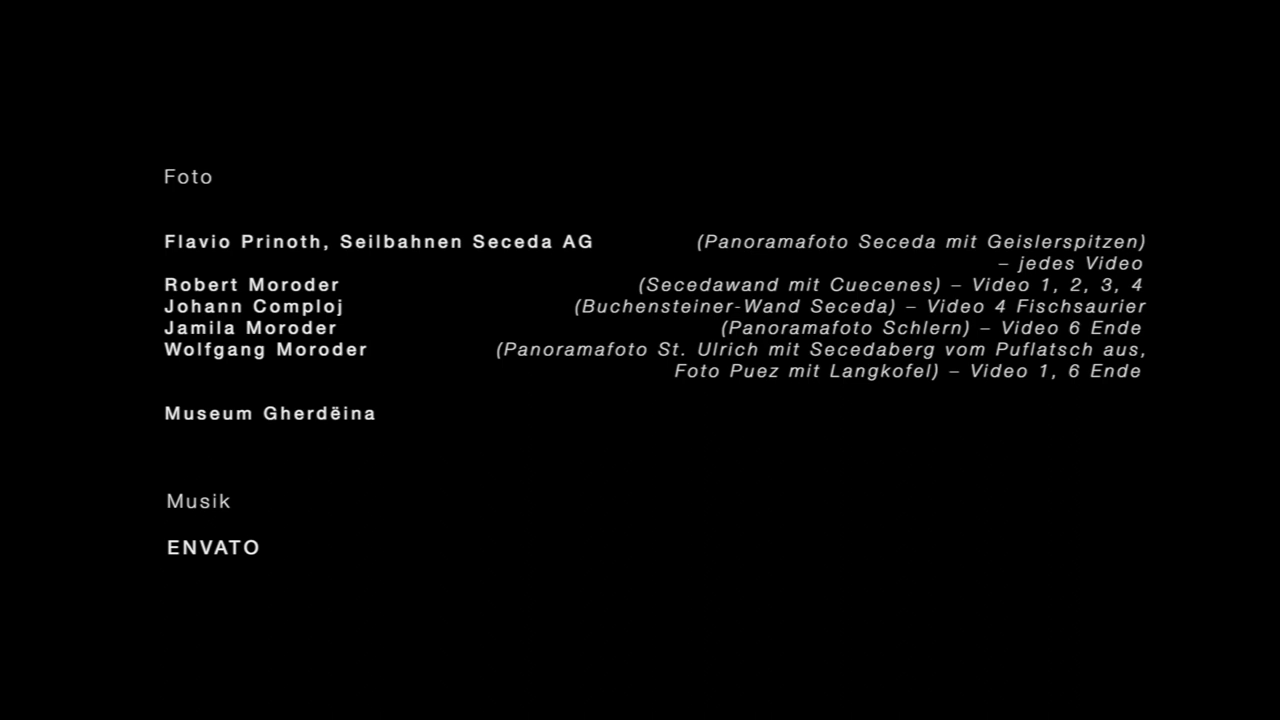 Foto
Flavio Prinoth, Seilbahnen Seceda AG (Panoramafoto Seceda mit Geislerspitzen)
– jedes Video
Robert Moroder (Secedawand mit Cuecenes) – Video 1, 2, 3, 4
Johann Comploj (Buchensteiner-Wand Seceda) – Video 4 Fischsaurier
Jamila Moroder (Panoramafoto Schlern) – Video 6 Ende
Wolfgang Moroder (Panoramafoto St. Ulrich mit Secedaberg vom Puflatsch aus,
Foto Puez mit Langkofel) – Video 1, 6 Ende
Museum Gherdëina
Musik
ENVATO